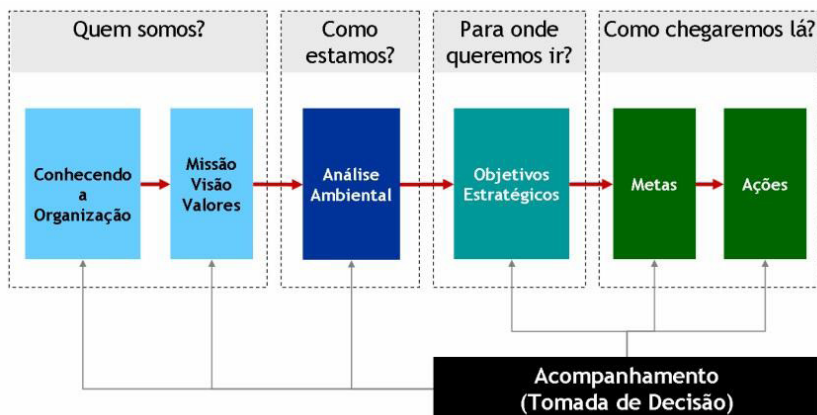 Quem somos?
Como
estamos?
Para onde
queremos ir?
Como chegaremos lá?
Conhecendo
a
Organização
Missão
Visão
Valores
Análise
Ambiental
Objetivos
Estratégicos
Metas
Ações
Acompanhamento
(Tomada de Decisão)